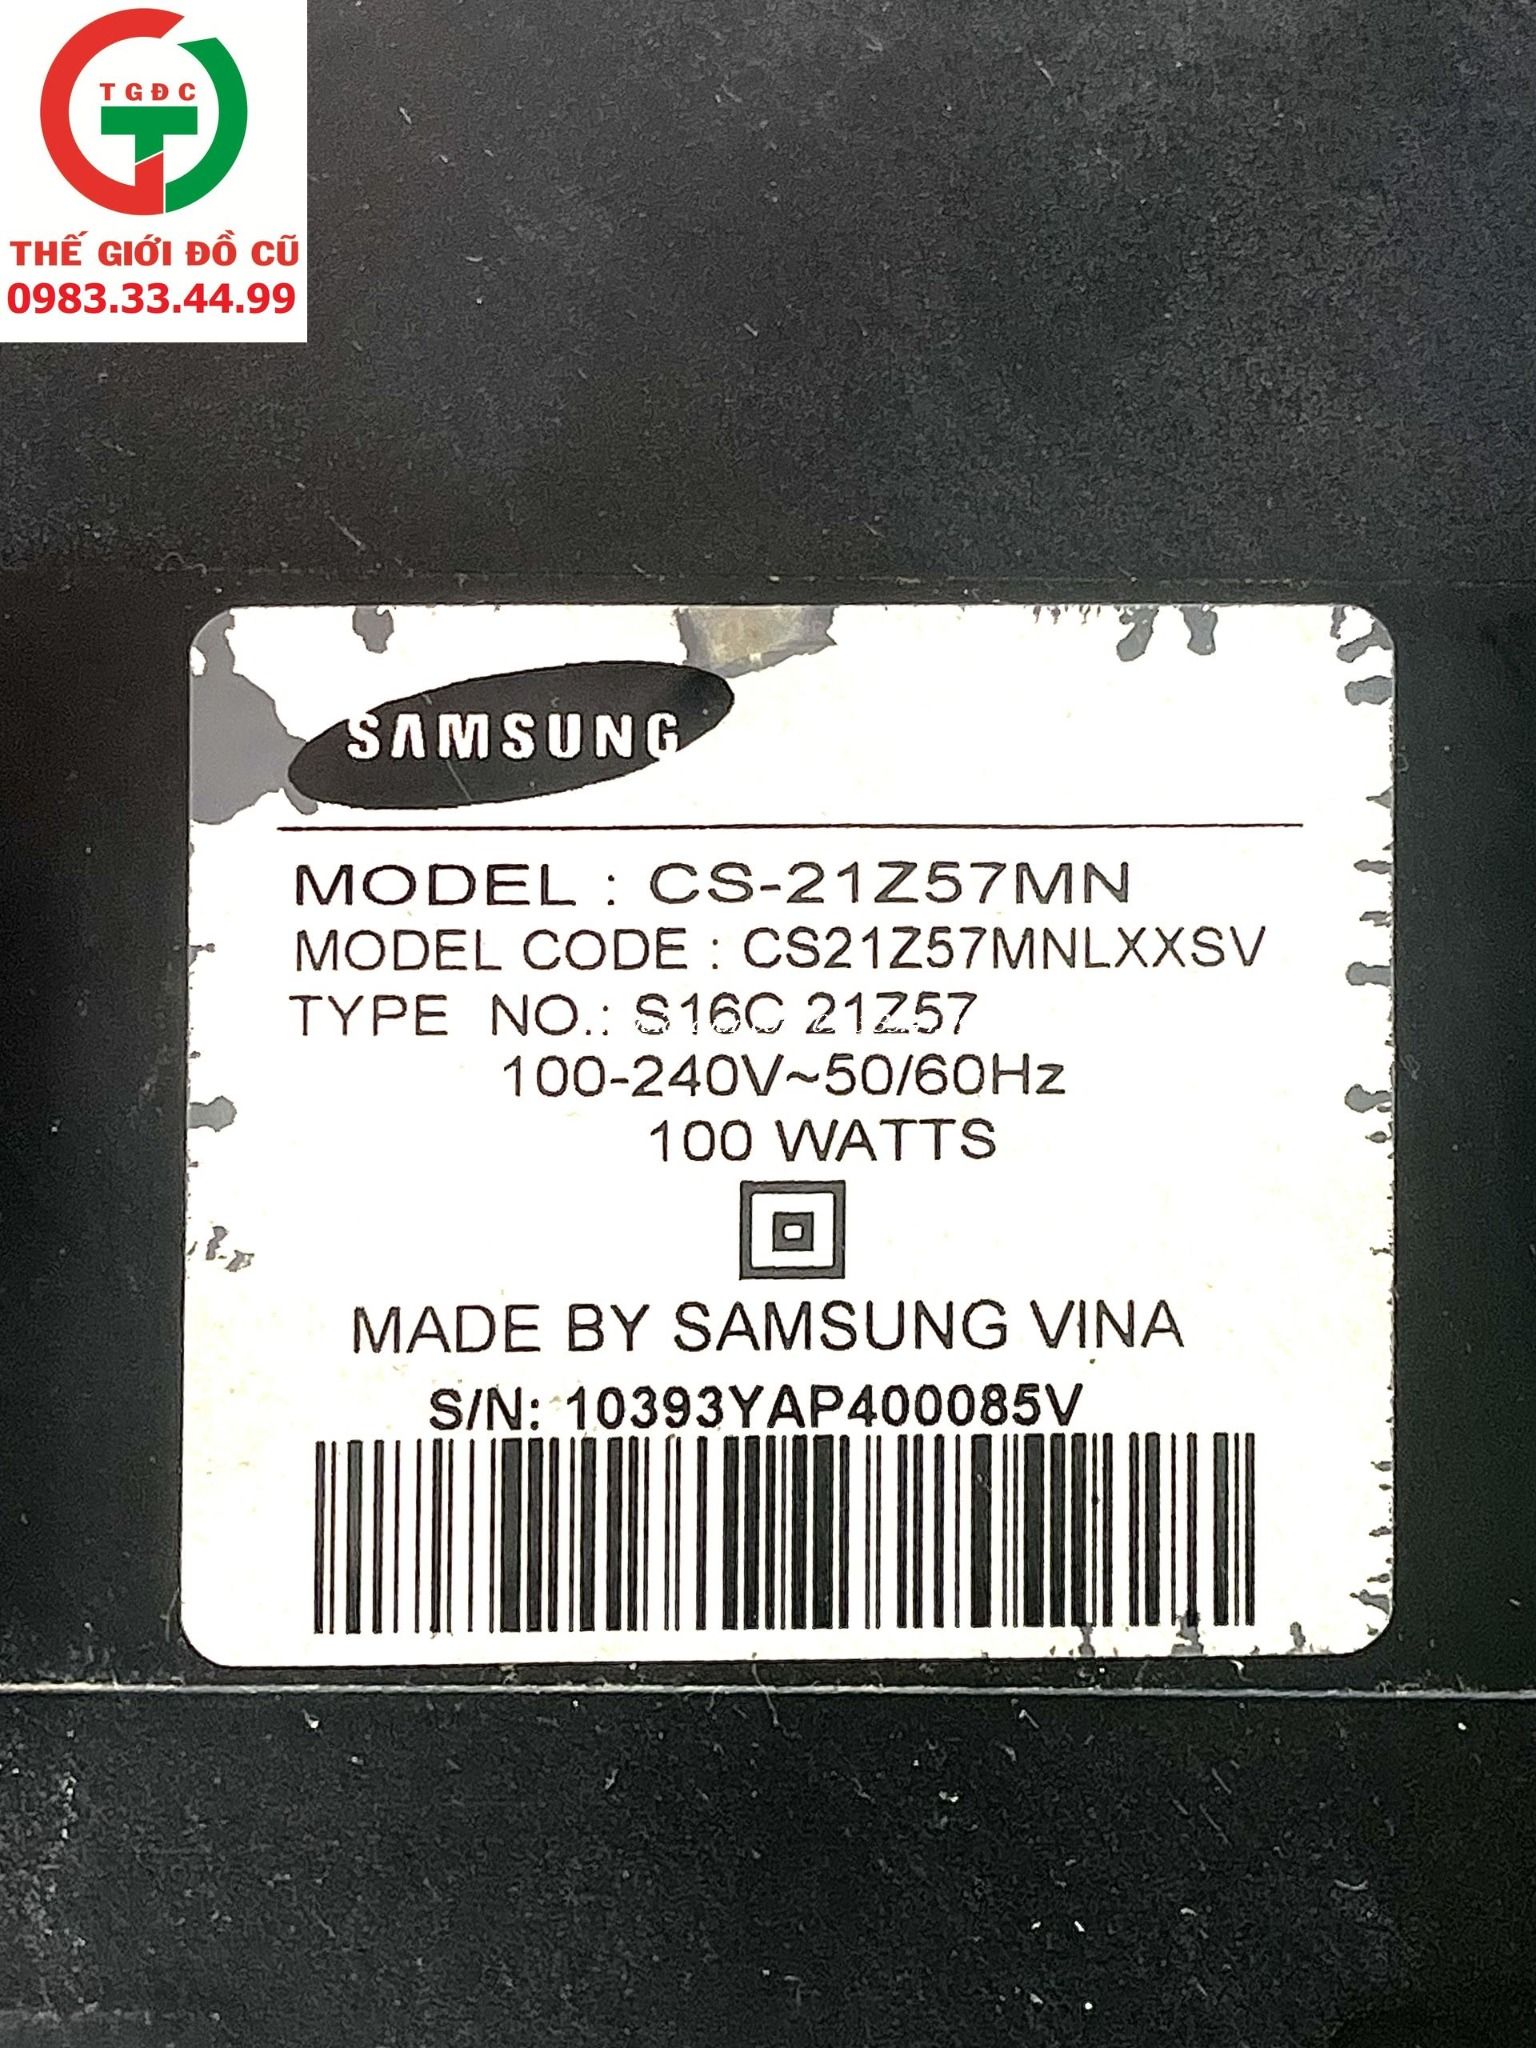 TGĐC
THẾ GIỚI ĐỒ CŨ
0983.33.44.99
SAMSUNG
MODEL : CS-21Z57MN
MODEL CODE : CS21Z57MNLXXSV
TYPE NO.: S16C 21Z57
100-240V~50/60Hz
100 WATTS
MADE BY SAMSUNG VINA
S/N: 10393YAP400085V